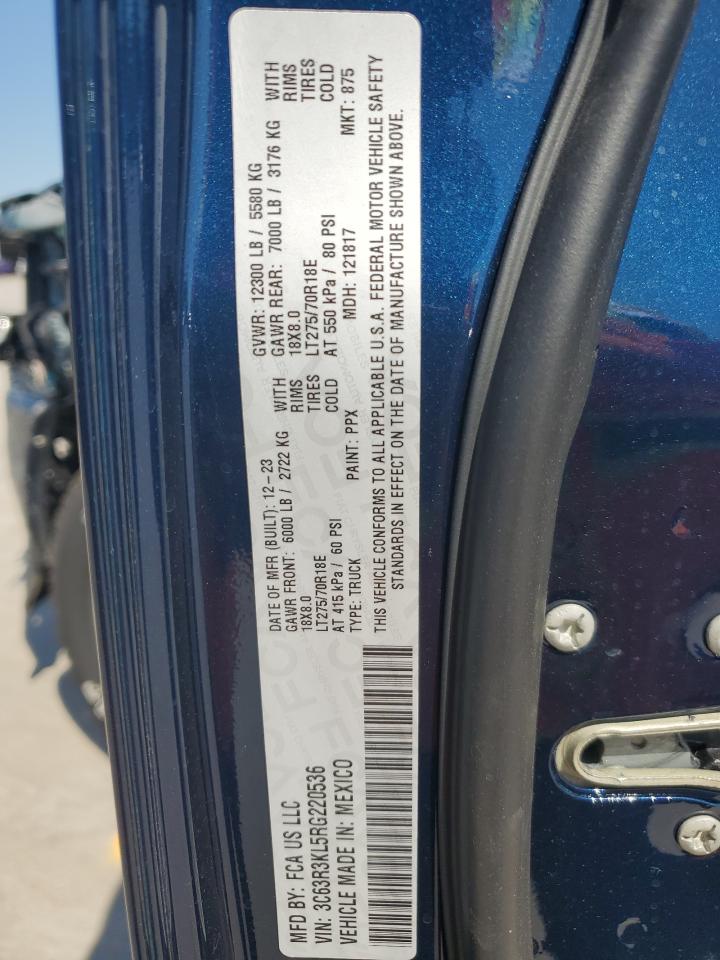 MFD BY: FCA US LLC
VIN: 3C63R3KL5RG220536
VEHICLE MADE IN: MEXICO
DATE OF MFR (BUILT): 12-23
GVWR: 12300 LB / 5580 KG
GAWR FRONT: 6000 LB / 2722 KG WITH
GAWR REAR: 7000 LB / 3176 KG WITH
18X8.0 RIMS
18X8.0 RIMS
LT275/70R18E TIRES
LT275/70R18E TIRES
AT 415 kPa / 60 PSI COLD
AT 550 kPa / 80 PSI COLD
TYPE: TRUCK PAINT: PPX MDH: 121817 MKT: 875
THIS VEHICLE CONFORMS TO ALL APPLICABLE U.S.A. FEDERAL MOTOR VEHICLE SAFETY
STANDARDS IN EFFECT ON THE DATE OF MANUFACTURE SHOWN ABOVE.